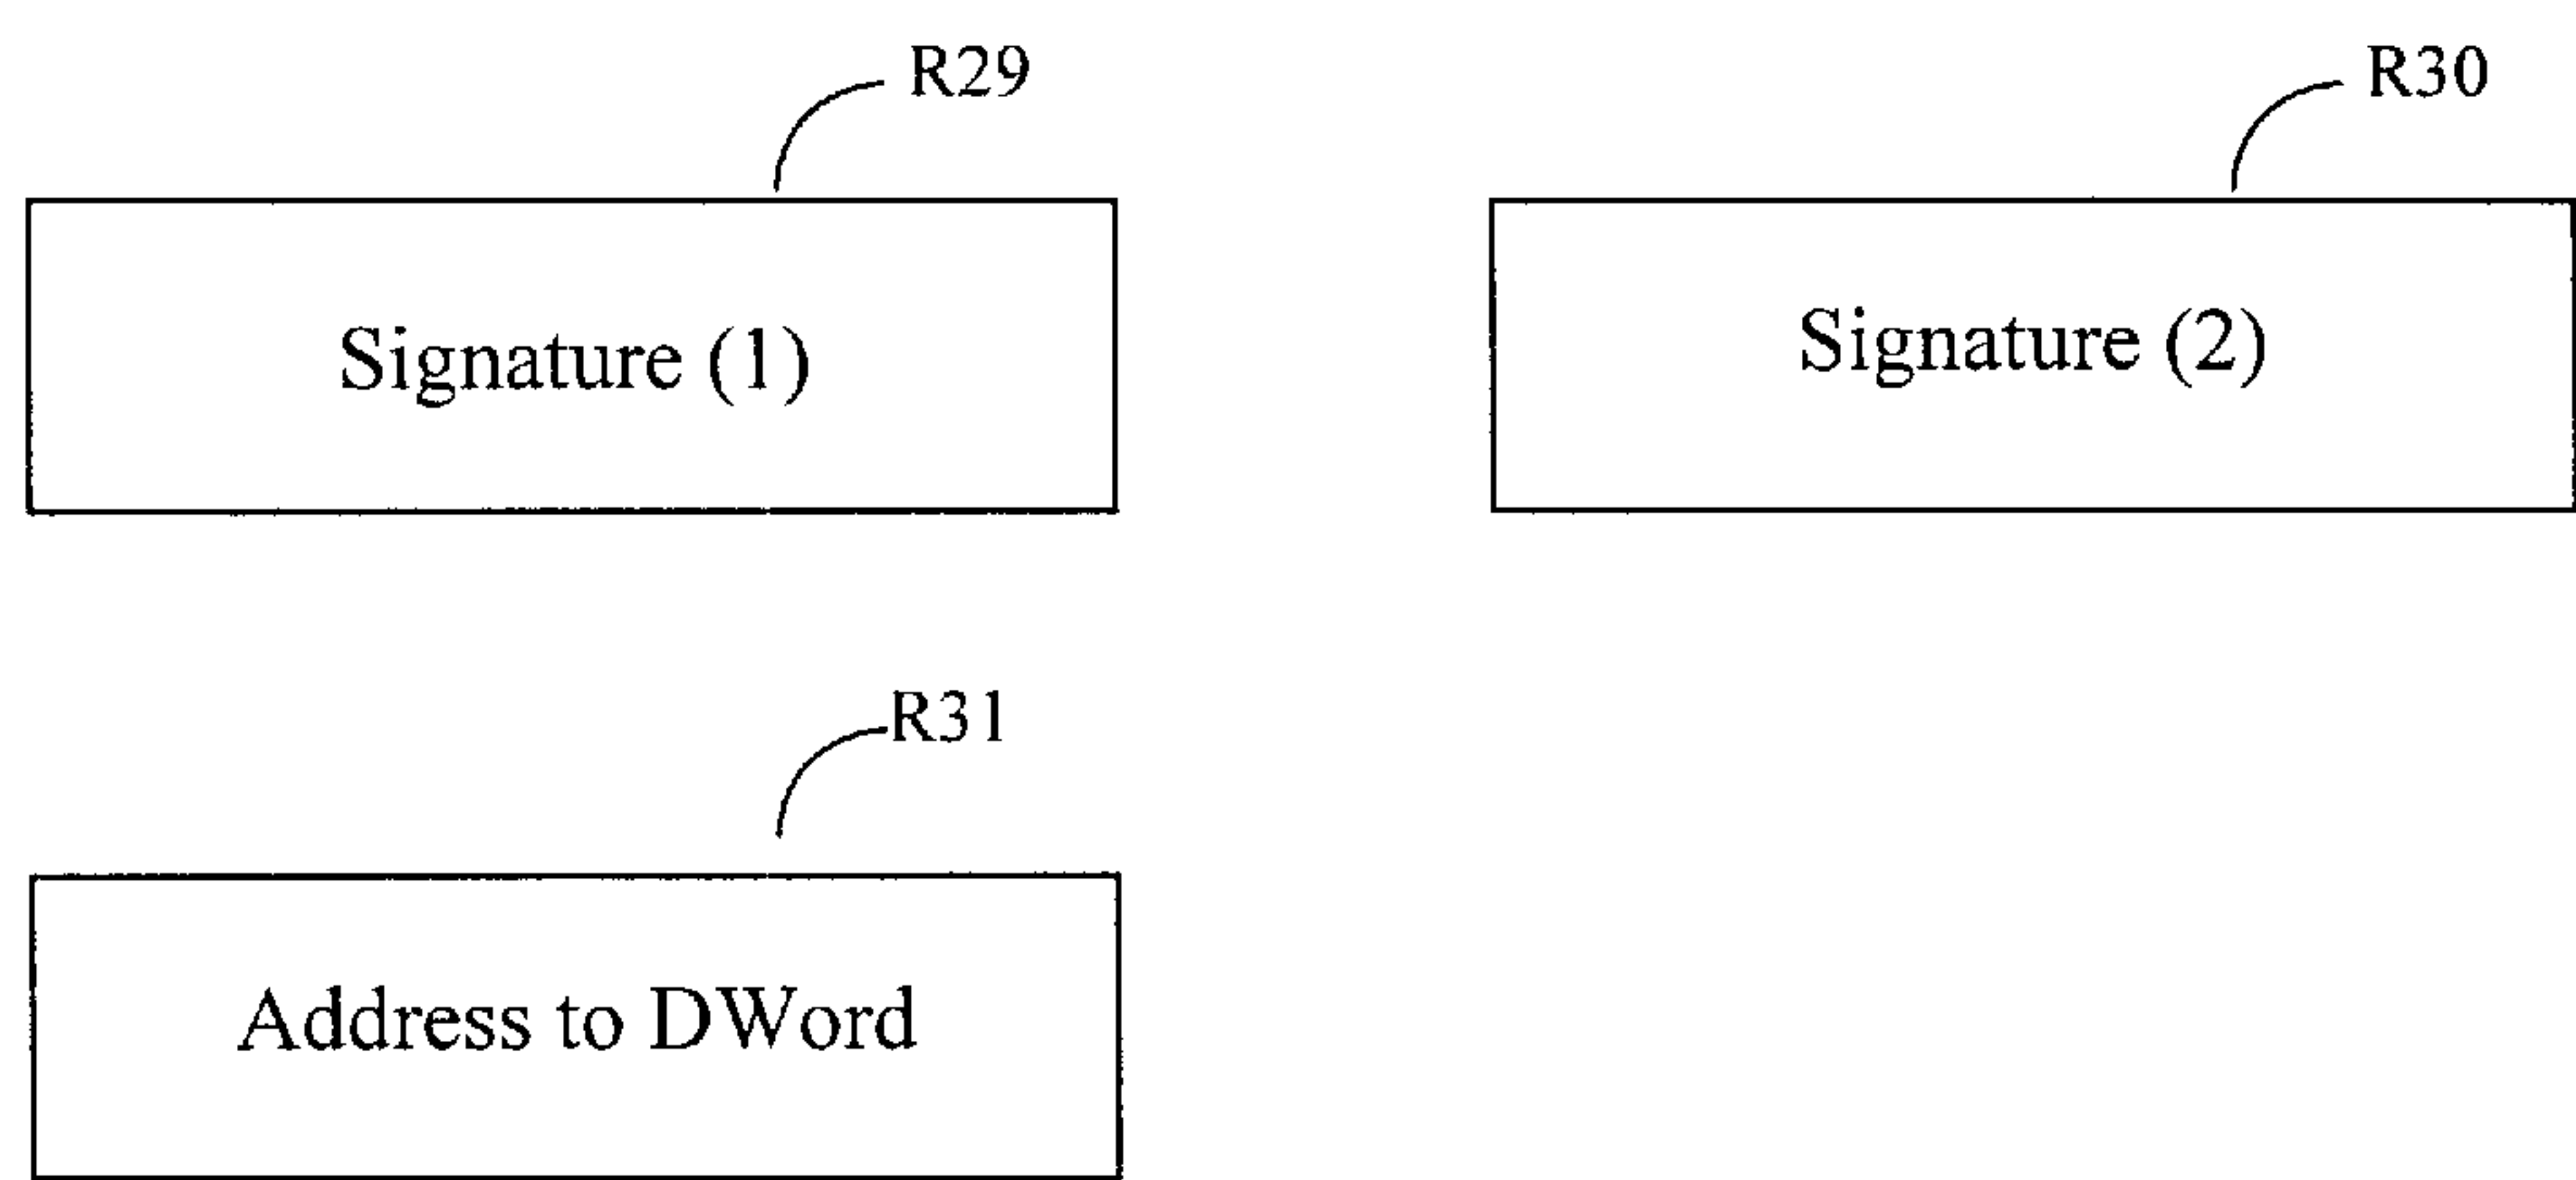 R29
R30
Signature (1)
Signature (2)
R31
Address to DWord